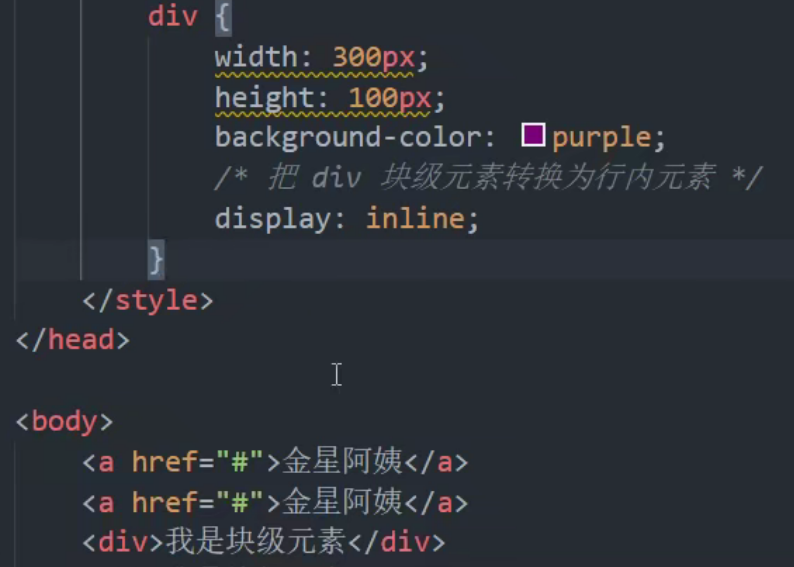 div {
width: 300px;
height: 100px;
background-color: purple;
/* 把 div 块级元素转换为行内元素 */
display: inline;
}
</style>
</head>
<body>
<a href="#">金星阿姨</a>
<a href="#">金星阿姨</a>
<div>我是块级元素</div>